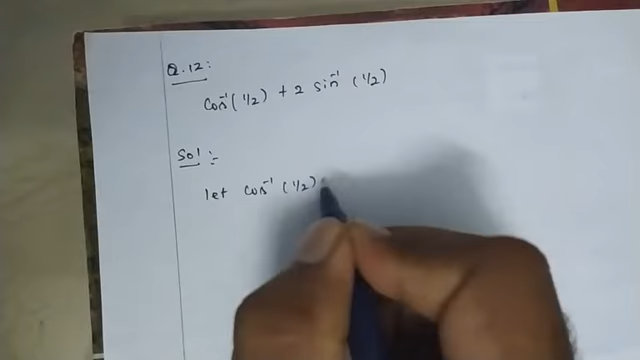 Q.12:
cos⁻¹(1/2) + 2 sin⁻¹(1/2)
Sol:
let cos⁻¹(1/2)